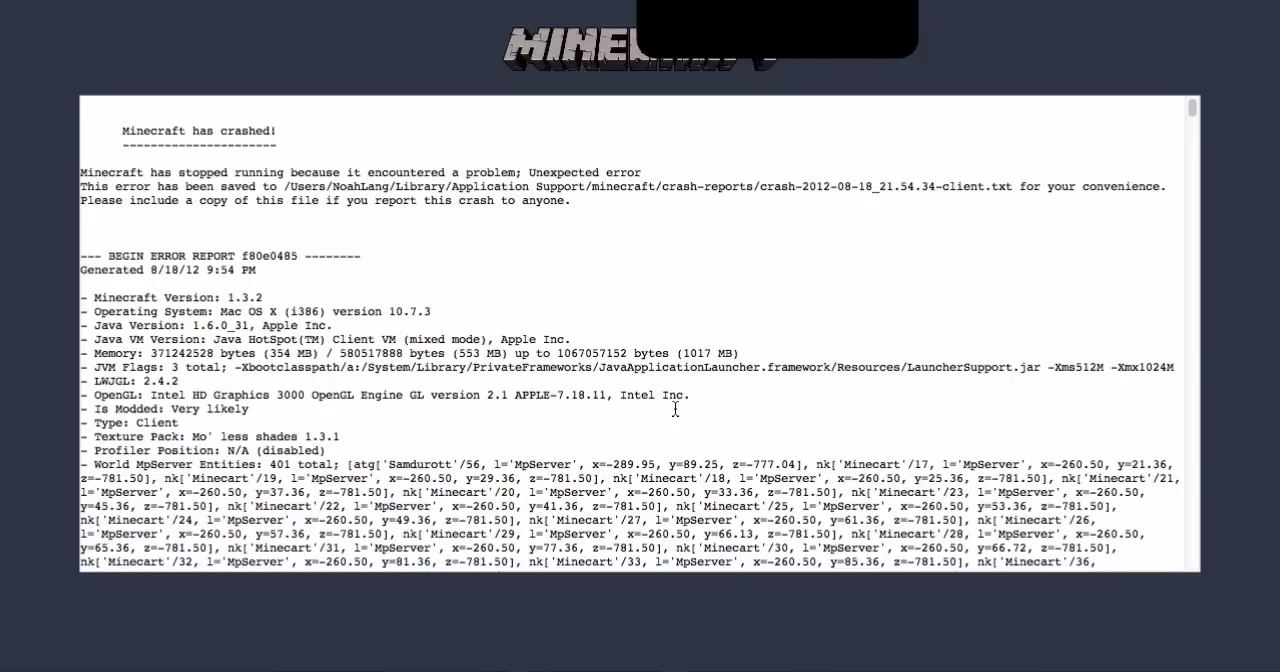 Minecraft has crashed!
----------------------
Minecraft has stopped running because it encountered a problem; Unexpected error
This error has been saved to /Users/NoahLang/Library/Application Support/minecraft/crash-reports/crash-2012-08-18_21.54.34-client.txt for your convenience.
Please include a copy of this file if you report this crash to anyone.
--- BEGIN ERROR REPORT f80e0485 --------
Generated 8/18/12 9:54 PM
- Minecraft Version: 1.3.2
- Operating System: Mac OS X (i386) version 10.7.3
- Java Version: 1.6.0_31, Apple Inc.
- Java VM Version: Java HotSpot(TM) Client VM (mixed mode), Apple Inc.
- Memory: 371242528 bytes (354 MB) / 580517888 bytes (553 MB) up to 1067057152 bytes (1017 MB)
- JVM Flags: 3 total; -Xbootclasspath/a:/System/Library/PrivateFrameworks/JavaApplicationLauncher.framework/Resources/LauncherSupport.jar -Xms512M -Xmx1024M
- LWJGL: 2.4.2
- OpenGL: Intel HD Graphics 3000 OpenGL Engine GL version 2.1 APPLE-7.18.11, Intel Inc.
- Is Modded: Very likely
- Type: Client
- Texture Pack: Mo' less shades 1.3.1
- Profiler Position: N/A (disabled)
- World MpServer Entities: 401 total; [atg['Samdurott'/56, l='MpServer', x=-289.95, y=89.25, z=-777.04], nk['Minecart'/17, l='MpServer', x=-260.50, y=21.36,
z=-781.50], nk['Minecart'/19, l='MpServer', x=-260.50, y=29.36, z=-781.50], nk['Minecart'/18, l='MpServer', x=-260.50, y=25.36, z=-781.50], nk['Minecart'/21,
l='MpServer', x=-260.50, y=37.36, z=-781.50], nk['Minecart'/20, l='MpServer', x=-260.50, y=33.36, z=-781.50], nk['Minecart'/23, l='MpServer', x=-260.50,
y=45.36, z=-781.50], nk['Minecart'/22, l='MpServer', x=-260.50, y=41.36, z=-781.50], nk['Minecart'/25, l='MpServer', x=-260.50, y=53.36, z=-781.50],
nk['Minecart'/24, l='MpServer', x=-260.50, y=49.36, z=-781.50], nk['Minecart'/27, l='MpServer', x=-260.50, y=61.36, z=-781.50], nk['Minecart'/26,
l='MpServer', x=-260.50, y=57.36, z=-781.50], nk['Minecart'/29, l='MpServer', x=-260.50, y=66.13, z=-781.50], nk['Minecart'/28, l='MpServer', x=-260.50,
y=65.36, z=-781.50], nk['Minecart'/31, l='MpServer', x=-260.50, y=77.36, z=-781.50], nk['Minecart'/30, l='MpServer', x=-260.50, y=66.72, z=-781.50],
nk['Minecart'/32, l='MpServer', x=-260.50, y=81.36, z=-781.50], nk['Minecart'/33, l='MpServer', x=-260.50, y=85.36, z=-781.50], nk['Minecart'/36,